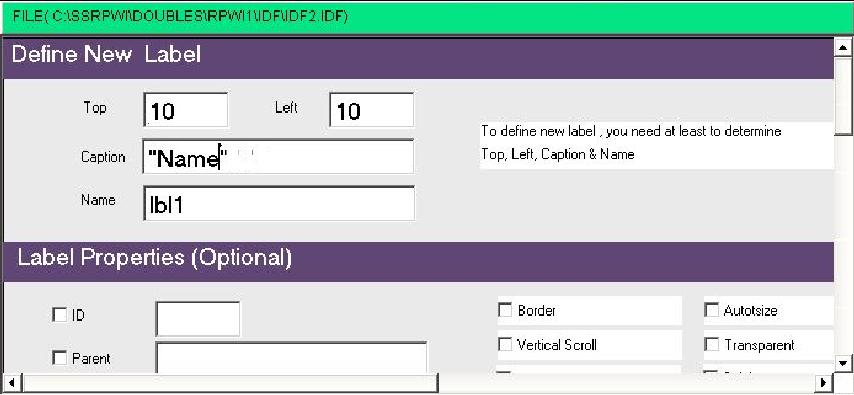 FILE( C:\SSRPWI\DOUBLES\RPWI1\IDF\IDF2.IDF)
Define New Label
Top 10 Left 10
To define new label , you need at least to determine
Top, Left, Caption & Name
Caption "Name"
Name lbl1
Label Properties (Optional)
ID Border Autotsize
Vertical Scroll Transparent
Parent